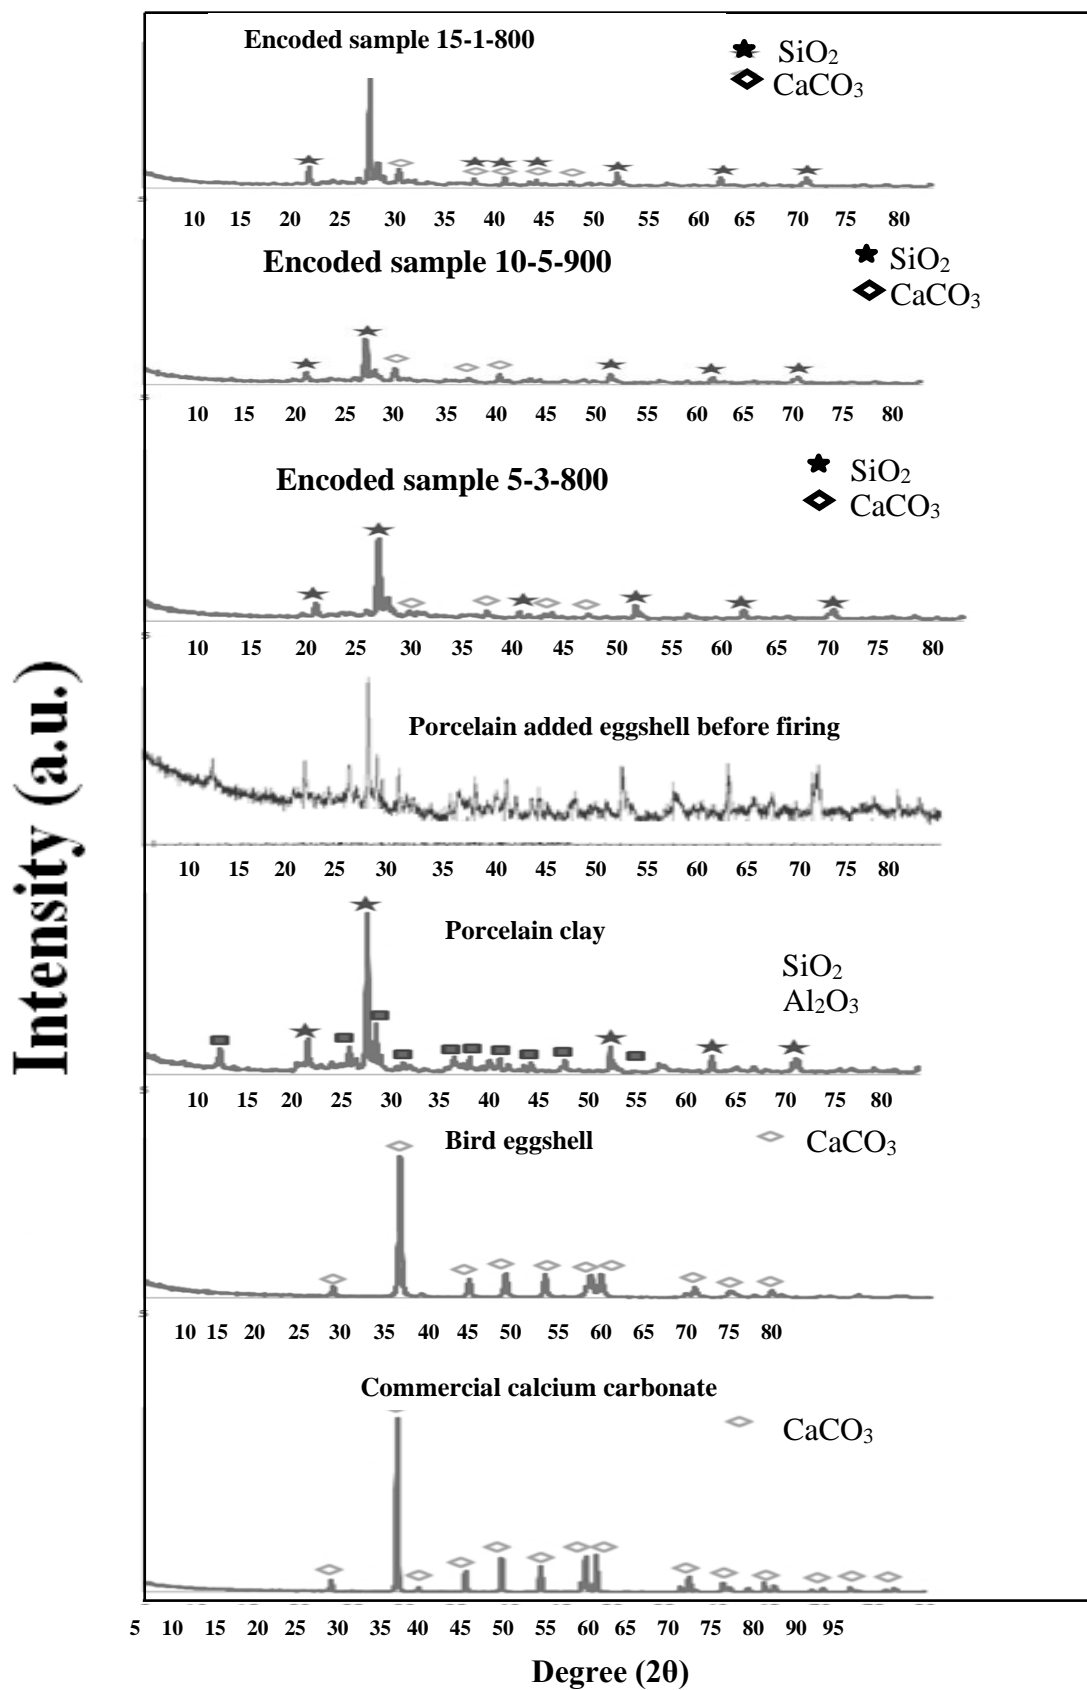 Encoded sample 15-1-800
SiO2
CaCO3
10 15 20 25 30 35 40 45 50 55 60 65 70 75 80
Encoded sample 10-5-900
SiO2
CaCO3
10 15 20 25 30 35 40 45 50 55 60 65 70 75 80
Encoded sample 5-3-800
SiO2
CaCO3
10 15 20 25 30 35 40 45 50 55 60 65 70 75 80
Porcelain added eggshell before firing
10 15 20 25 30 35 40 45 50 55 60 65 70 75 80
Porcelain clay
SiO2
Al2O3
10 15 20 25 30 35 40 45 50 55 60 65 70 75 80
Bird eggshell
CaCO3
10 15 20 25 30 35 40 45 50 55 60 70 75 80
Commercial calcium carbonate
CaCO3
5 10 15 20 25 30 35 40 45 50 55 60 65 70 75 80 90 95
Degree (2θ)
Intensity (a.u.)